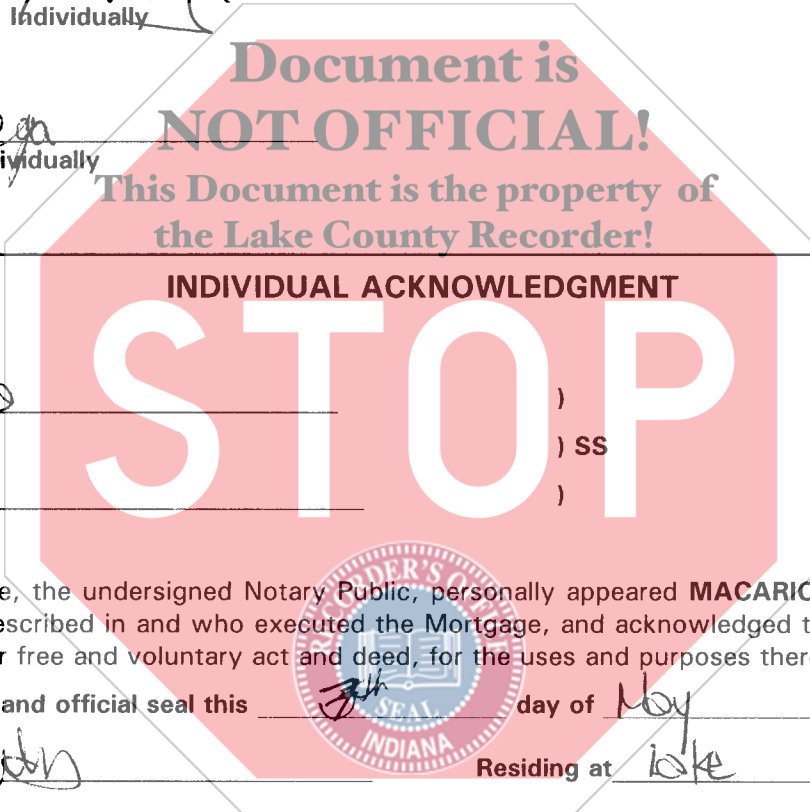 Individually
Document is
NOT OFFICIAL!
ividually
This Document is the property of
the Lake County Recorder!
INDIVIDUAL ACKNOWLEDGMENT
STOP
)
) SS
)
RECORDER'S OFFICE
e, the undersigned Notary Public, personally appeared MACARIO
escribed in and who executed the Mortgage, and acknowledged t
r free and voluntary act and deed, for the uses and purposes ther
and official seal this day of May
SEAL
INDIANA
Residing at Lake